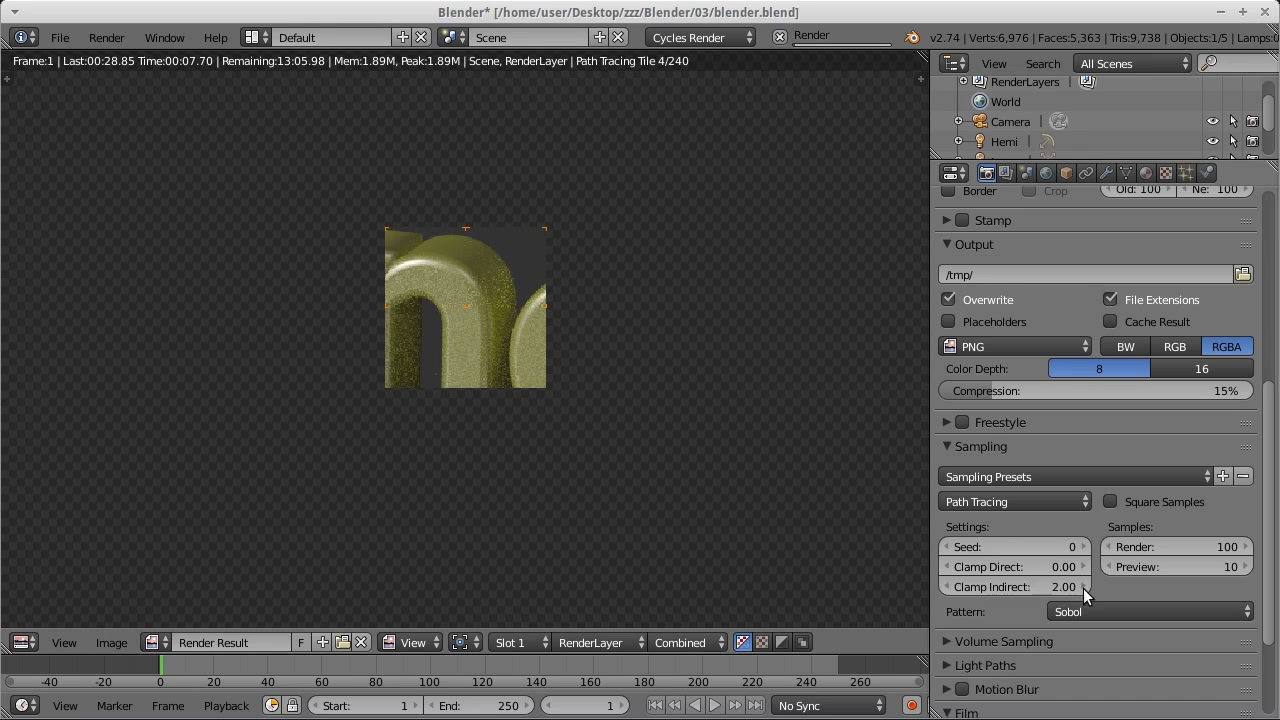 Blender* [/home/user/Desktop/zzz/Blender/03/blender.blend]
File Render Window Help Default Scene Cycles Render Render v2.74 | Verts:6,976 | Faces:5,363 | Tris:9,738 | Objects:1/5 | Lamps:0
Frame:1 | Last:00:28.85 Time:00:07.70 | Remaining:13:05.98 | Mem:1.89M, Peak:1.89M | Scene, RenderLayer | Path Tracing Tile 4/240
View Search All Scenes
RenderLayers |
World
Camera |
Hemi |
Border Crop Old: 100 Ne: 100
Stamp
Output
/tmp/
Overwrite File Extensions
Placeholders Cache Result
PNG BW RGB RGBA
Color Depth: 8 16
Compression: 15%
Freestyle
Sampling
Sampling Presets
Path Tracing Square Samples
Settings: Samples:
Seed: 0 Render: 100
Clamp Direct: 0.00 Preview: 10
Clamp Indirect: 2.00
Pattern: Sobol
Volume Sampling
Light Paths
Motion Blur
Film
View Image Render Result F View Slot 1 RenderLayer Combined
-40 -20 0 20 40 60 80 100 120 140 160 180 200 220 240 260
View Marker Frame Playback Start: 1 End: 250 1 No Sync